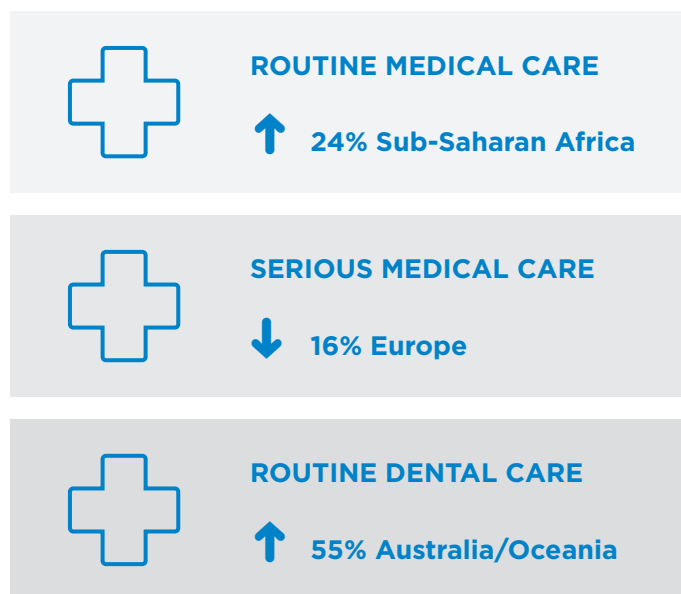 ROUTINE MEDICAL CARE
24% Sub-Saharan Africa
SERIOUS MEDICAL CARE
16% Europe
ROUTINE DENTAL CARE
55% Australia/Oceania